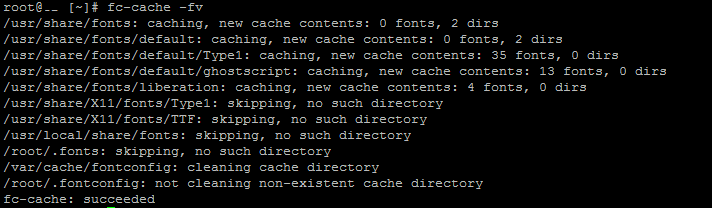 root@__ [~]# fc-cache -fv
/usr/share/fonts: caching, new cache contents: 0 fonts, 2 dirs
/usr/share/fonts/default: caching, new cache contents: 0 fonts, 2 dirs
/usr/share/fonts/default/Type1: caching, new cache contents: 35 fonts, 0 dirs
/usr/share/fonts/default/ghostscript: caching, new cache contents: 13 fonts, 0 dirs
/usr/share/fonts/liberation: caching, new cache contents: 4 fonts, 0 dirs
/usr/share/X11/fonts/Type1: skipping, no such directory
/usr/share/X11/fonts/TTF: skipping, no such directory
/usr/local/share/fonts: skipping, no such directory
/root/.fonts: skipping, no such directory
/var/cache/fontconfig: cleaning cache directory
/root/.fontconfig: not cleaning non-existent cache directory
fc-cache: succeeded